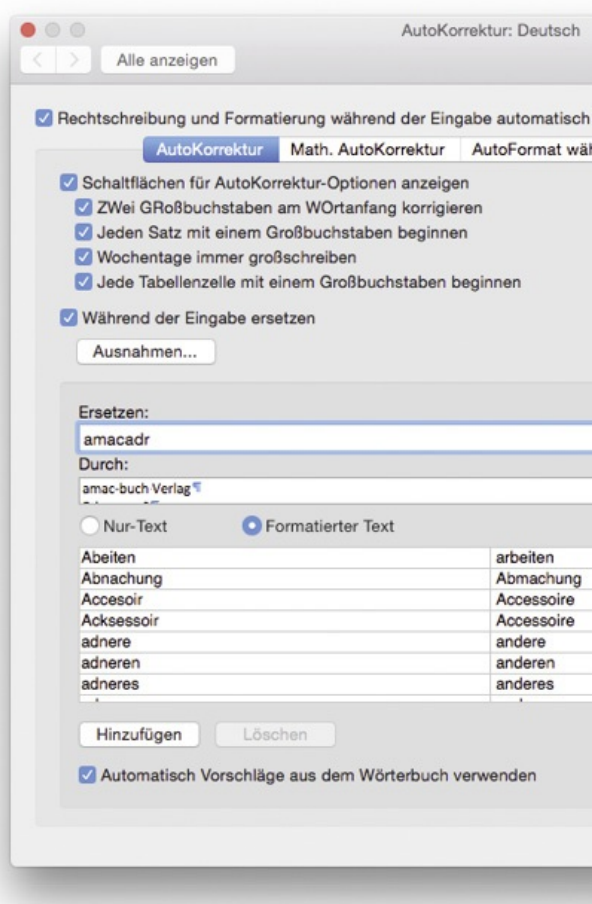 AutoKorrektur: Deutsch
Alle anzeigen
Rechtschreibung und Formatierung während der Eingabe automatisch
AutoKorrektur Math. AutoKorrektur AutoFormat wäh
Schaltflächen für AutoKorrektur-Optionen anzeigen
ZWei GRoßbuchstaben am WOrtanfang korrigieren
Jeden Satz mit einem Großbuchstaben beginnen
Wochentage immer großschreiben
Jede Tabellenzelle mit einem Großbuchstaben beginnen
Während der Eingabe ersetzen
Ausnahmen...
Ersetzen:
amacadr
Durch:
amac-buch Verlag¶
Nur-Text Formatierter Text
Abeiten arbeiten
Abnachung Abmachung
Accesoir Accessoire
Acksessoir Accessoire
adnere andere
adneren anderen
adneres anderes
Hinzufügen Löschen
Automatisch Vorschläge aus dem Wörterbuch verwenden